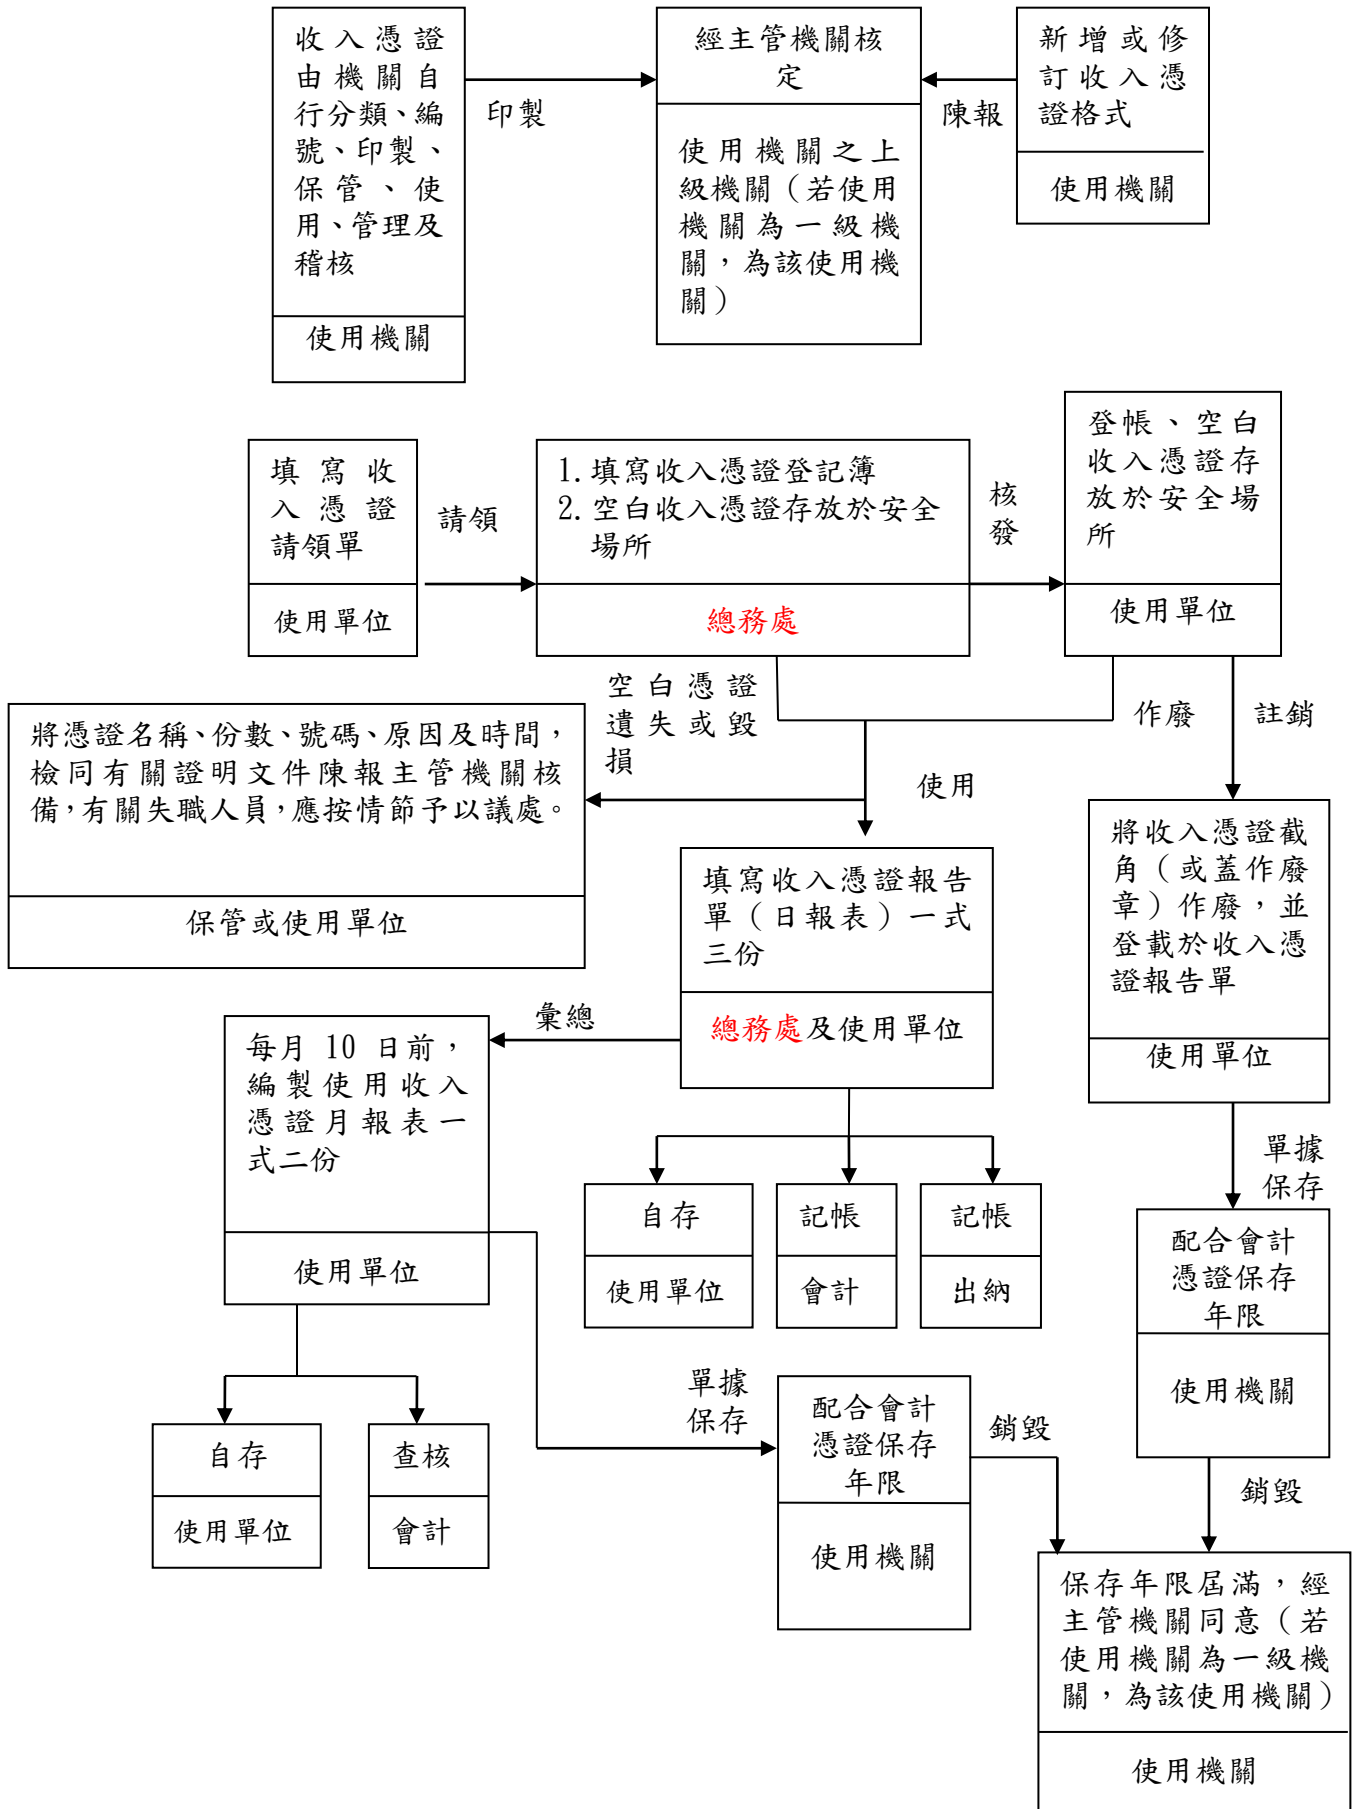 收入憑證
由機關自
行分類、編
號、印製、
保管、使
用、管理及
稽核
使用機關
印製
經主管機關核
定
使用機關之上
級機關（若使用
機關為一級機
關，為該使用機
關）
陳報
新增或修
訂收入憑
證格式
使用機關
填寫收
入憑證
請領單
使用單位
請領
1.填寫收入憑證登記簿
2.空白收入憑證存放於安全
場所
總務處
核
發
登帳、空白
收入憑證存
放於安全場
所
使用單位
空白憑證
遺失或毀
損
使用
作廢
註銷
將憑證名稱、份數、號碼、原因及時間，
檢同有關證明文件陳報主管機關核
備，有關失職人員，應按情節予以議處。
保管或使用單位
填寫收入憑證報告
單（日報表）一式
三份
總務處及使用單位
將收入憑證截
角（或蓋作廢
章）作廢，並
登載於收入憑
證報告單
使用單位
彙總
每月 10 日前，
編製使用收入
憑證月報表一
式二份
使用單位
自存
使用單位
記帳
會計
記帳
出納
單據
保存
配合會計
憑證保存
年限
使用機關
自存
使用單位
查核
會計
單據
保存
配合會計
憑證保存
年限
使用機關
銷毀
銷毀
保存年限屆滿，經
主管機關同意（若
使用機關為一級機
關，為該使用機關）
使用機關